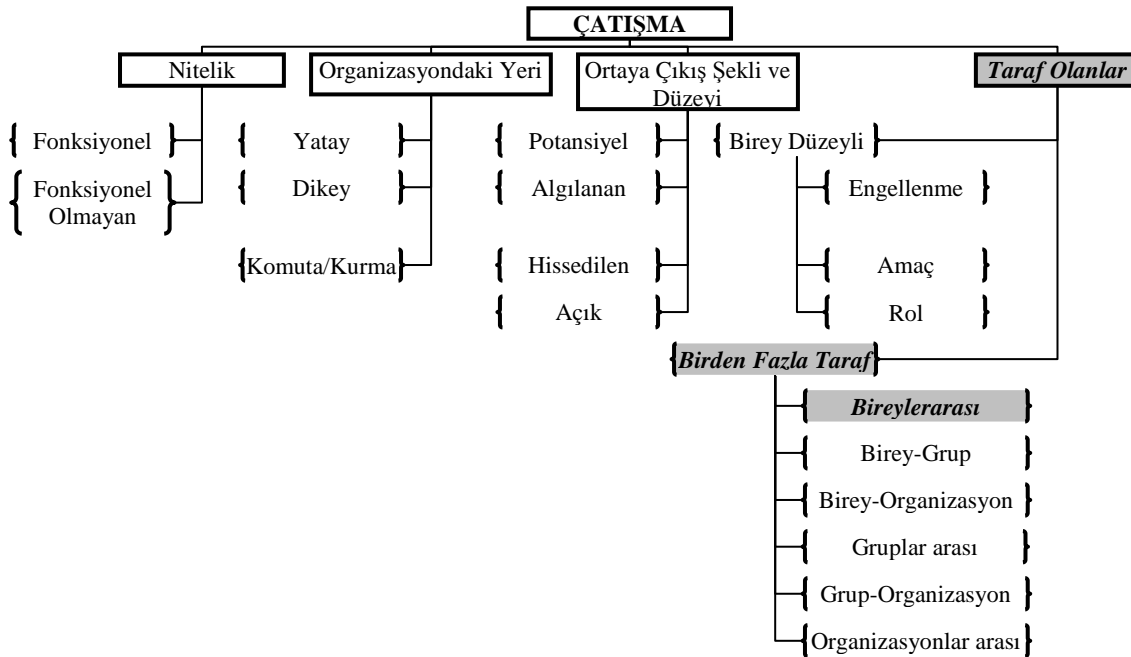 ÇATIŞMA
Nitelik
Organizasyondaki Yeri
Ortaya Çıkış Şekli ve
Düzeyi
Taraf Olanlar
Fonksiyonel
Fonksiyonel
Olmayan
Yatay
Dikey
Komuta/Kurma
Potansiyel
Algılanan
Hissedilen
Açık
Birey Düzeyli
Engellenme
Amaç
Rol
Birden Fazla Taraf
Bireylerarası
Birey-Grup
Birey-Organizasyon
Gruplar arası
Grup-Organizasyon
Organizasyonlar arası